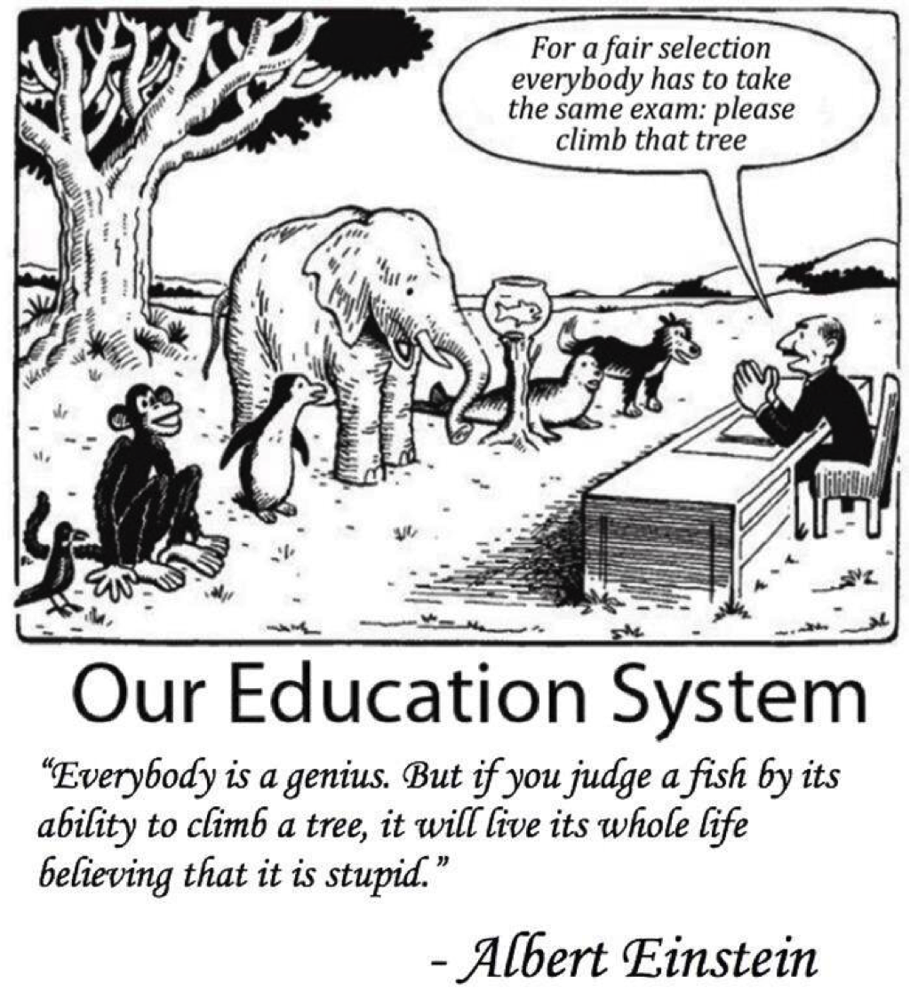 For a fair selection
everybody has to take
the same exam: please
climb that tree
Our Education System
“Everybody is a genius. But if you judge a fish by its
ability to climb a tree, it will live its whole life
believing that it is stupid.”
- Albert Einstein